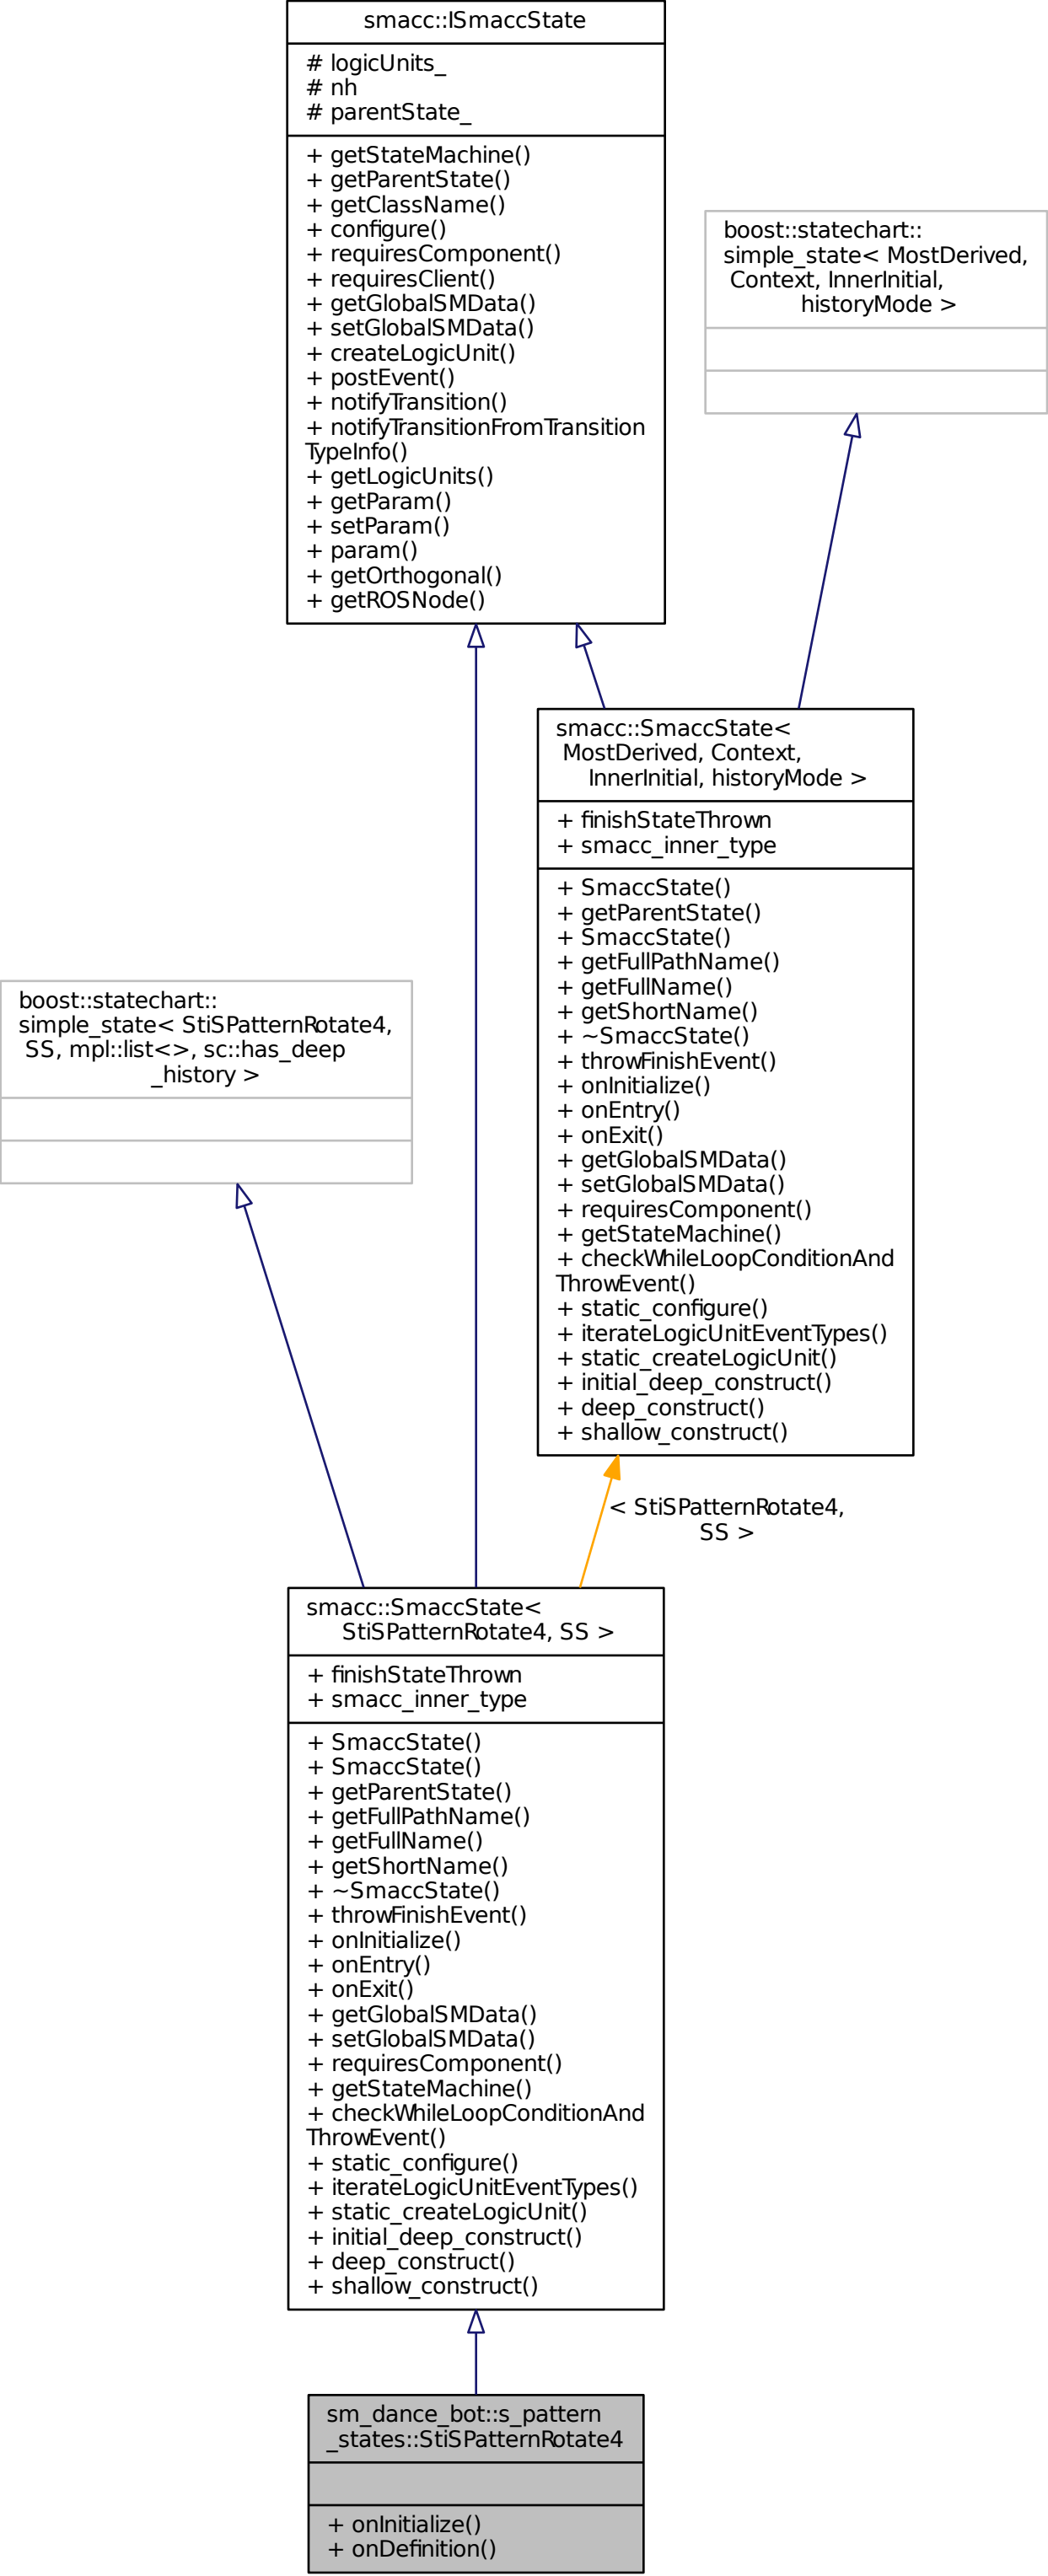 smacc::ISmaccState
# logicUnits_
# nh
# parentState_
+ getStateMachine()
+ getParentState()
+ getClassName()
+ configure()
+ requiresComponent()
+ requiresClient()
+ getGlobalSMData()
+ setGlobalSMData()
+ createLogicUnit()
+ postEvent()
+ notifyTransition()
+ notifyTransitionFromTransition
TypeInfo()
+ getLogicUnits()
+ getParam()
+ setParam()
+ param()
+ getOrthogonal()
+ getROSNode()
boost::statechart::
simple_state< MostDerived,
Context, InnerInitial,
historyMode >
smacc::SmaccState<
MostDerived, Context,
InnerInitial, historyMode >
+ finishStateThrown
+ smacc_inner_type
+ SmaccState()
+ getParentState()
+ SmaccState()
+ getFullPathName()
+ getFullName()
+ getShortName()
+ ~SmaccState()
+ throwFinishEvent()
+ onInitialize()
+ onEntry()
+ onExit()
+ getGlobalSMData()
+ setGlobalSMData()
+ requiresComponent()
+ getStateMachine()
+ checkWhileLoopConditionAnd
ThrowEvent()
+ static_configure()
+ iterateLogicUnitEventTypes()
+ static_createLogicUnit()
+ initial_deep_construct()
+ deep_construct()
+ shallow_construct()
boost::statechart::
simple_state< StiSPatternRotate4,
SS, mpl::list<>, sc::has_deep
_history >
< StiSPatternRotate4,
SS >
smacc::SmaccState<
StiSPatternRotate4, SS >
+ finishStateThrown
+ smacc_inner_type
+ SmaccState()
+ SmaccState()
+ getParentState()
+ getFullPathName()
+ getFullName()
+ getShortName()
+ ~SmaccState()
+ throwFinishEvent()
+ onInitialize()
+ onEntry()
+ onExit()
+ getGlobalSMData()
+ setGlobalSMData()
+ requiresComponent()
+ getStateMachine()
+ checkWhileLoopConditionAnd
ThrowEvent()
+ static_configure()
+ iterateLogicUnitEventTypes()
+ static_createLogicUnit()
+ initial_deep_construct()
+ deep_construct()
+ shallow_construct()
sm_dance_bot::s_pattern
_states::StiSPatternRotate4
+ onInitialize()
+ onDefinition()